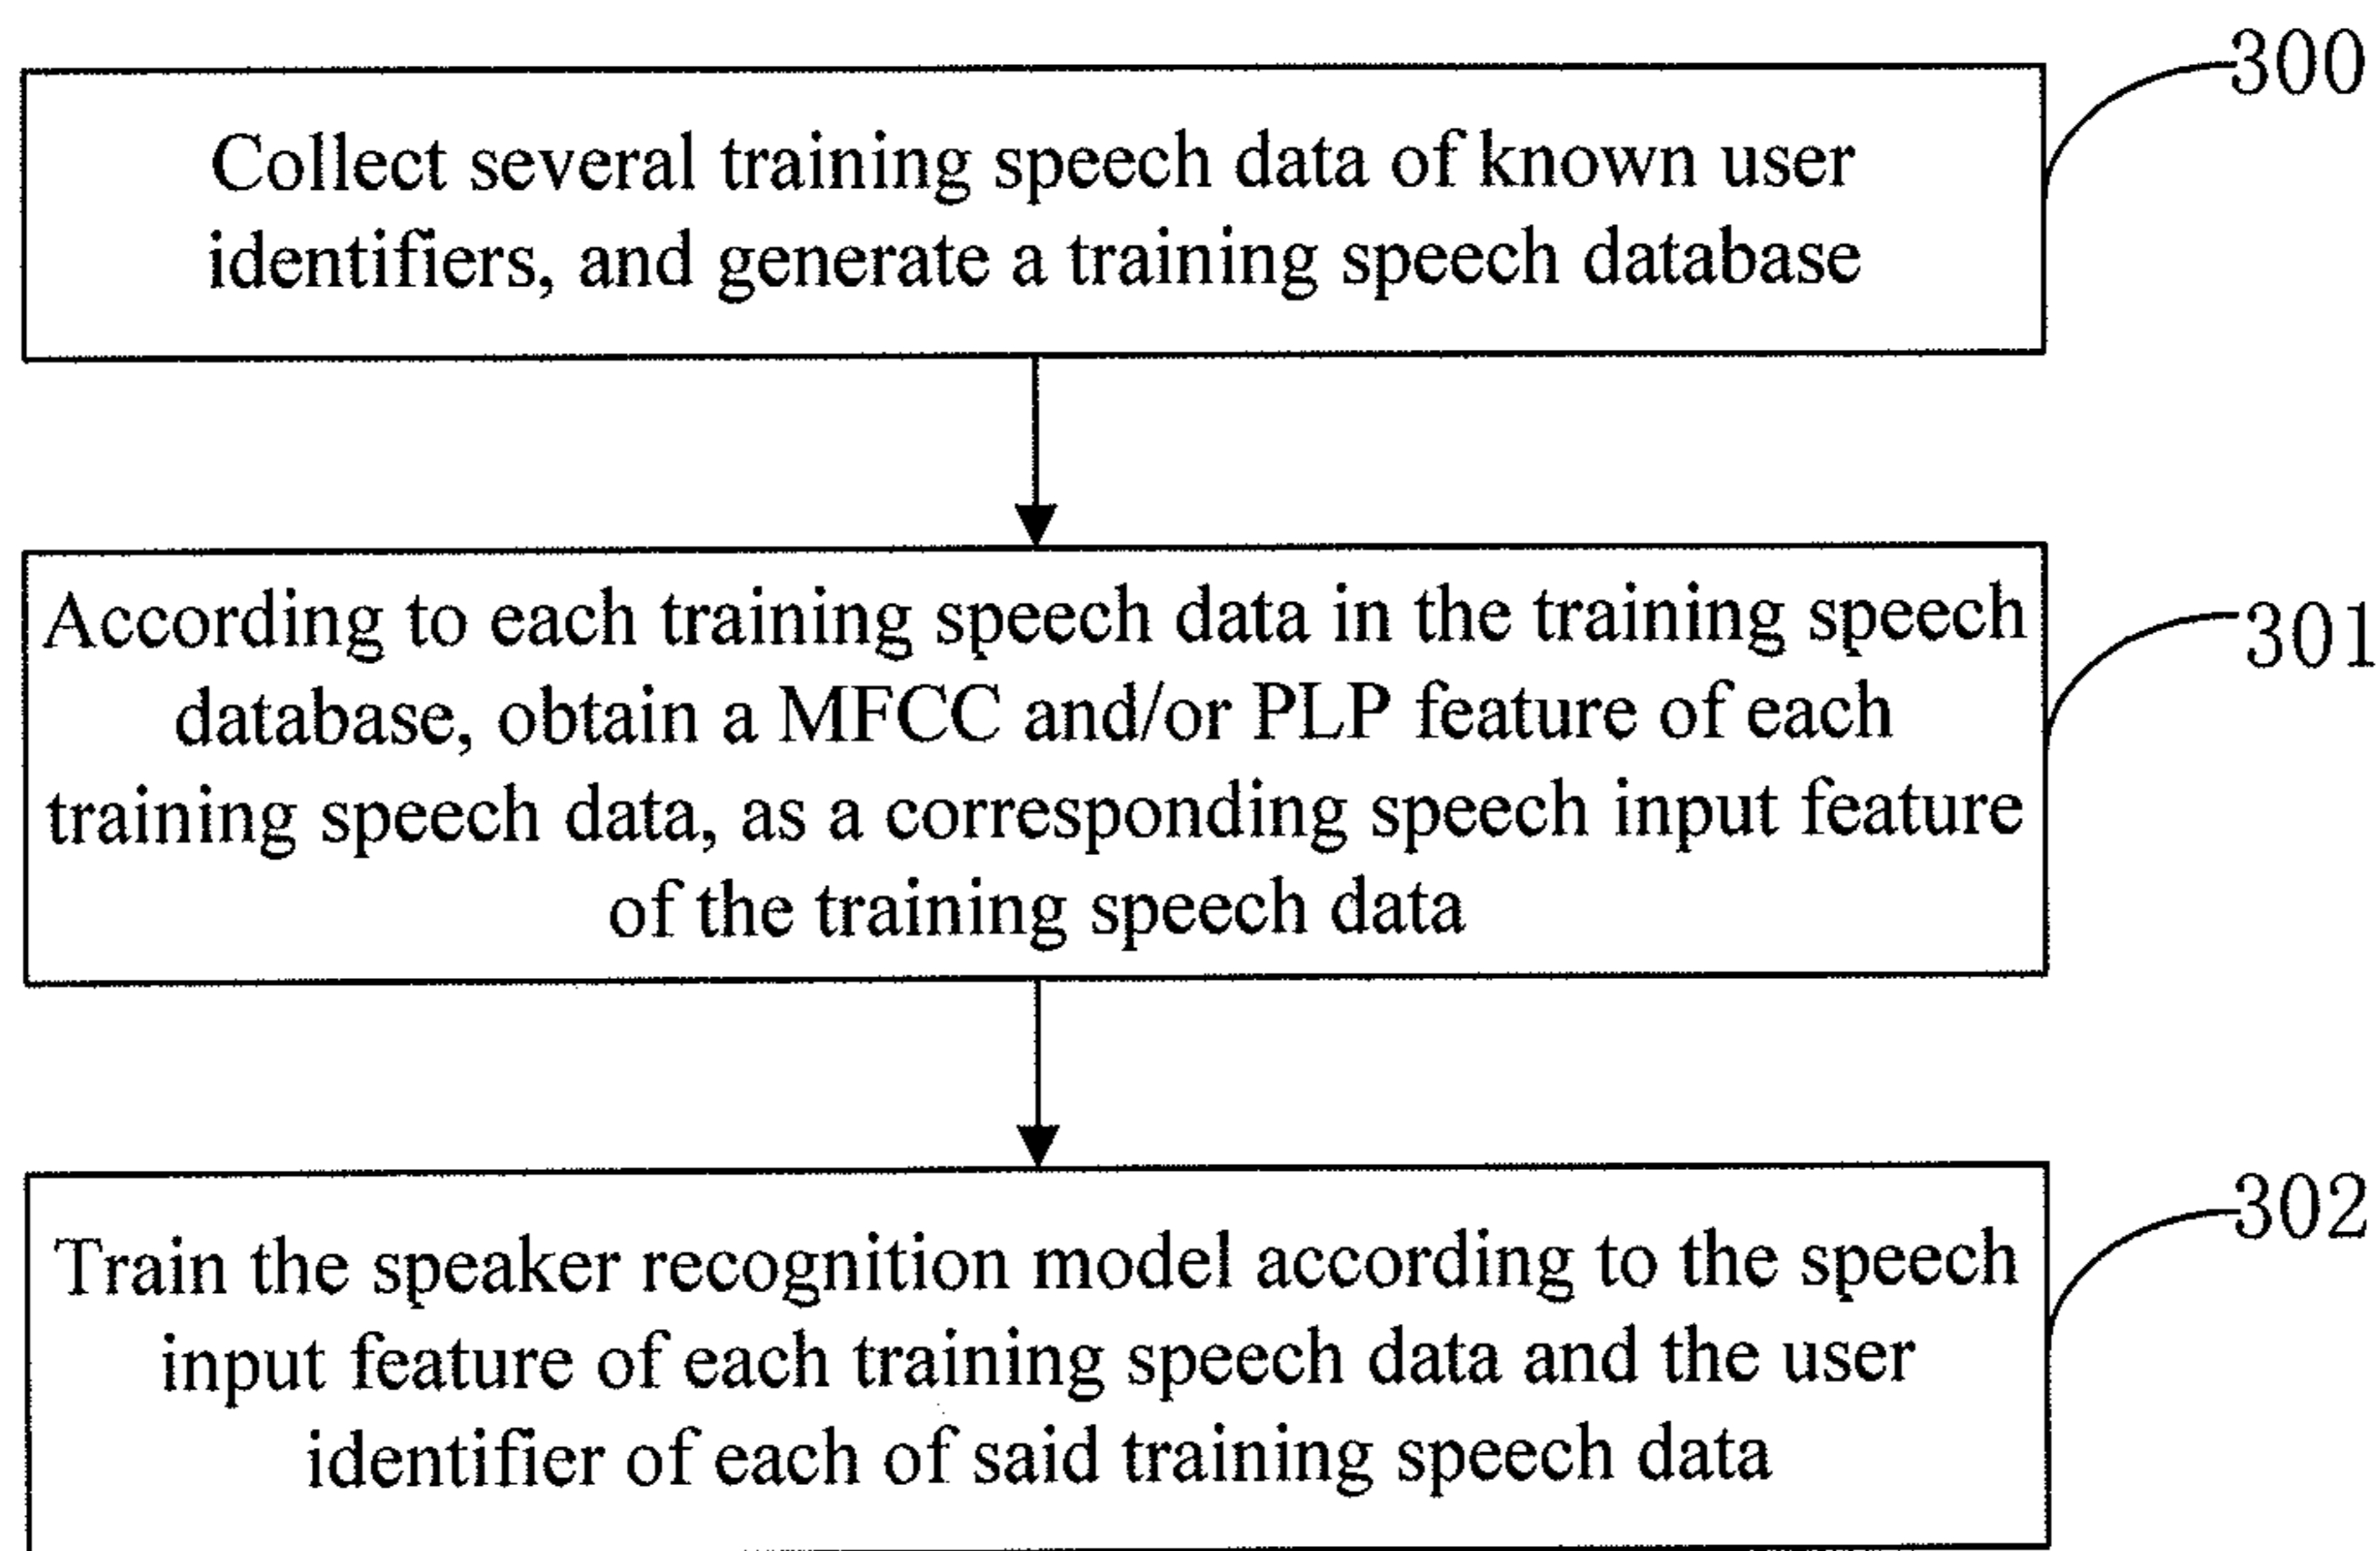 300
Collect several training speech data of known user
identifiers, and generate a training speech database
301
According to each training speech data in the training speech
database, obtain a MFCC and/or PLP feature of each
training speech data, as a corresponding speech input feature
of the training speech data
302
Train the speaker recognition model according to the speech
input feature of each training speech data and the user
identifier of each of said training speech data